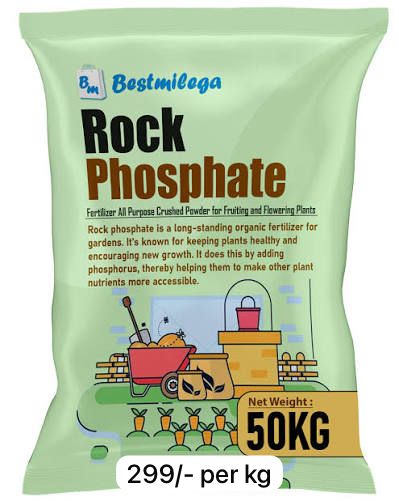 Bm
Bestmilega
Rock
Phosphate
Fertilizer All Purpose Crushed Powder for Fruiting and Flowering Plants
Rock phosphate is a long-standing organic fertilizer for
gardens. It's known for keeping plants healthy and
encouraging new growth. It does this by adding
phosphorus, thereby helping them to make other plant
nutrients more accessible.
Net Weight :
50KG
299/- per kg